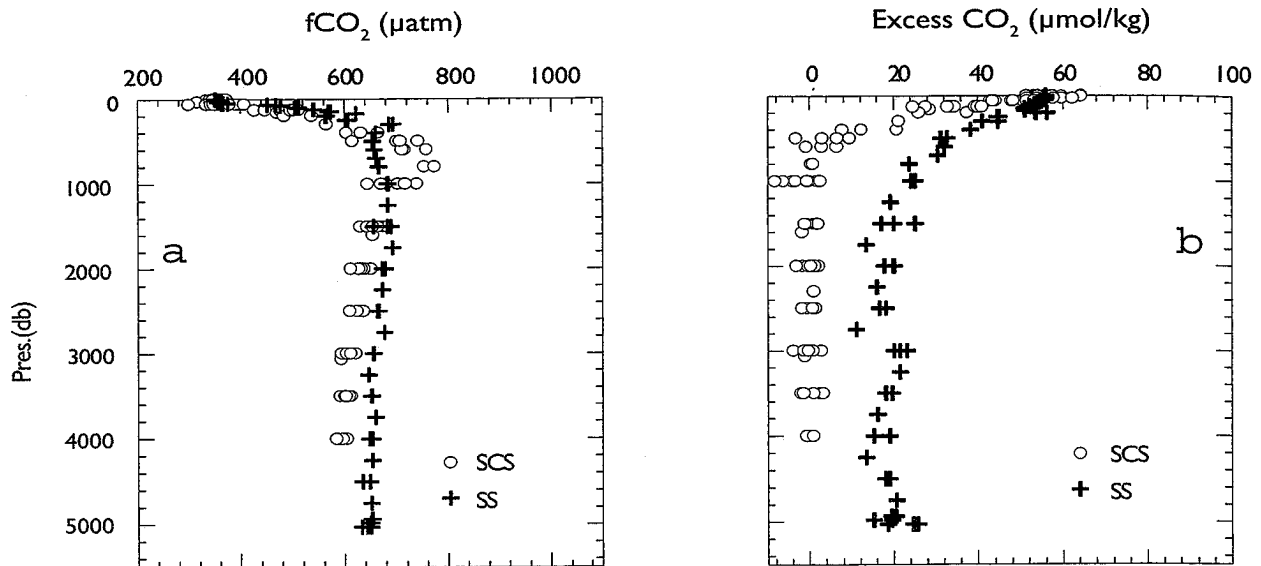 fCO2 (µatm)
Excess CO2 (µmol/kg)
200 400 600 800 1000
0 20 40 60 80 100
0
1000
2000
3000
4000
5000
Pres.(db)
a
b
SCS
SS
SCS
SS